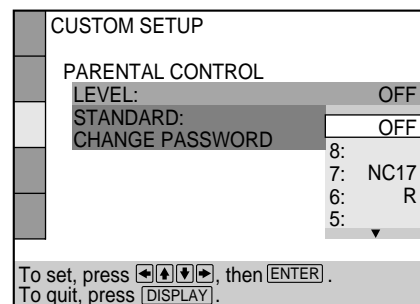 CUSTOM SETUP
PARENTAL CONTROL
LEVEL: OFF
STANDARD:
CHANGE PASSWORD
OFF
8:
7: NC17
6: R
5:
To set, press ←↑↓→, then ENTER.
To quit, press DISPLAY.